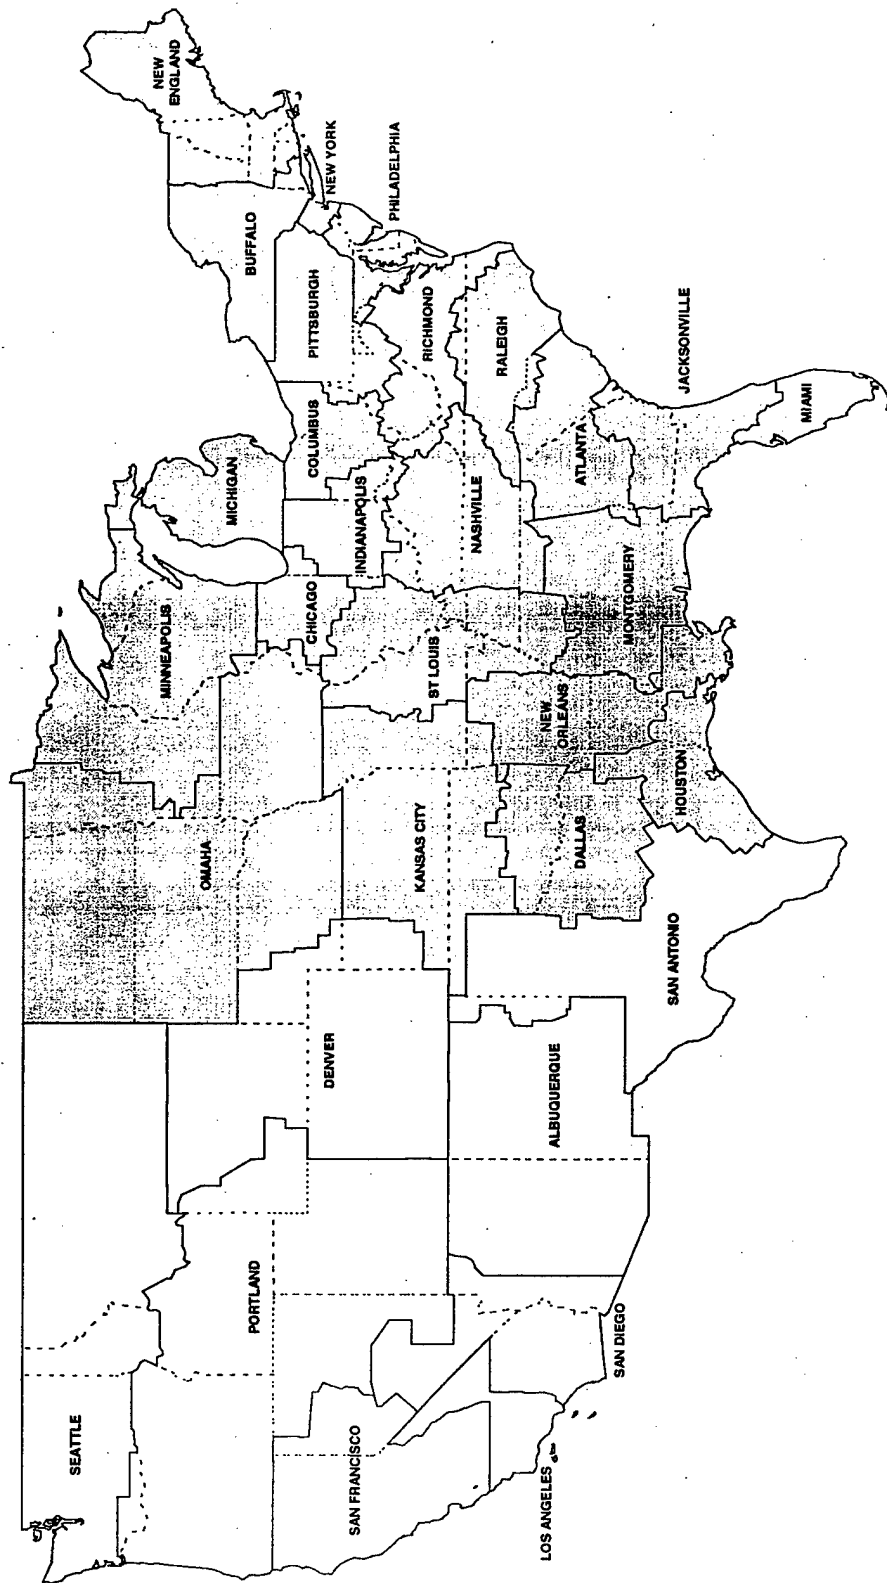 SEATTLE
PORTLAND
SAN FRANCISCO
LOS ANGELES
SAN DIEGO
DENVER
ALBUQUERQUE
SAN ANTONIO
OMAHA
KANSAS CITY
DALLAS
HOUSTON
MINNEAPOLIS
CHICAGO
ST LOUIS
NEW
ORLEANS
MONTGOMERY
MICHIGAN
INDIANAPOLIS
COLUMBUS
NASHVILLE
ATLANTA
JACKSONVILLE
MIAMI
RALEIGH
RICHMOND
PITTSBURGH
BUFFALO
PHILADELPHIA
NEW YORK
NEW
ENGLAND